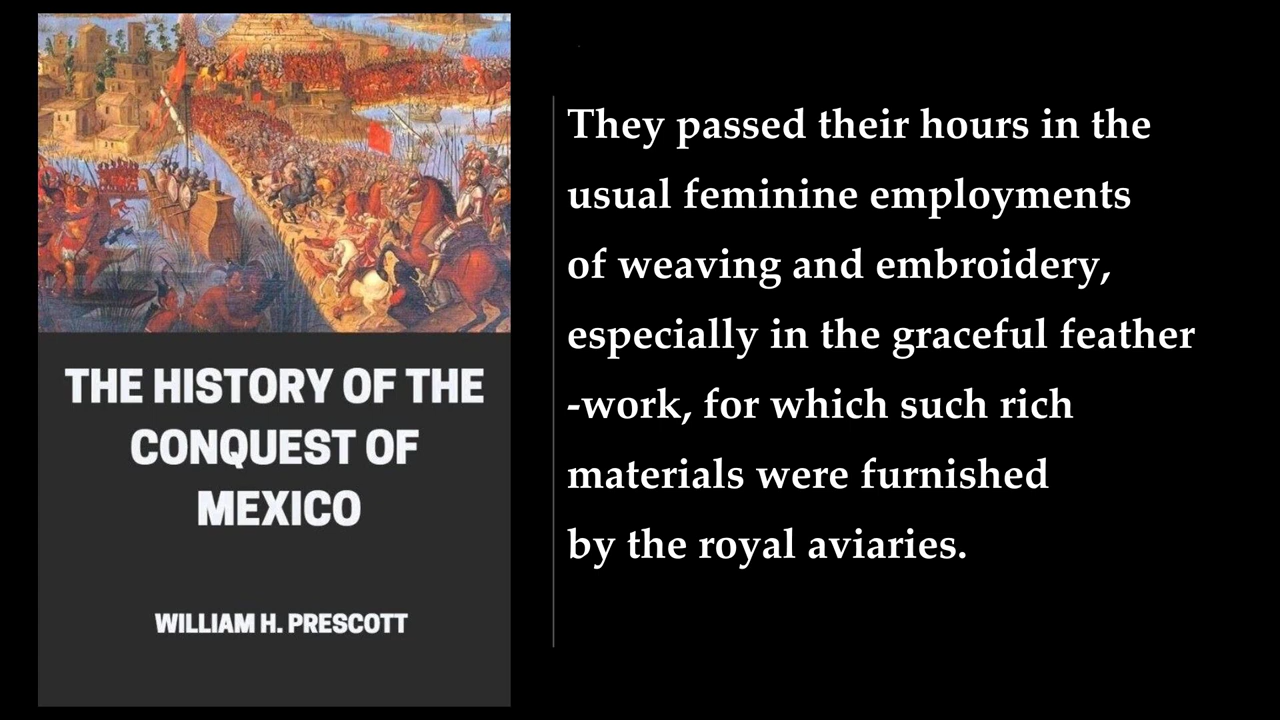 THE HISTORY OF THE
CONQUEST OF
MEXICO
WILLIAM H. PRESCOTT
They passed their hours in the
usual feminine employments
of weaving and embroidery,
especially in the graceful feather
-work, for which such rich
materials were furnished
by the royal aviaries.